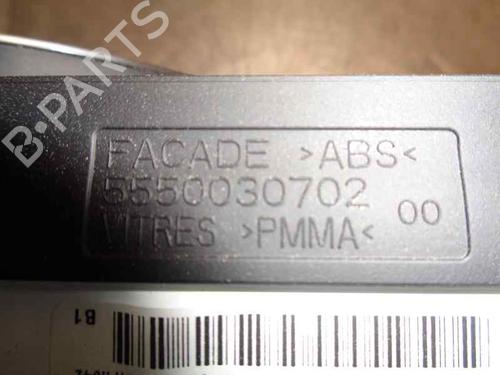 B·PARTS
FACADE >ABS<
5550030702
00
VITRES >PMMA<
B1